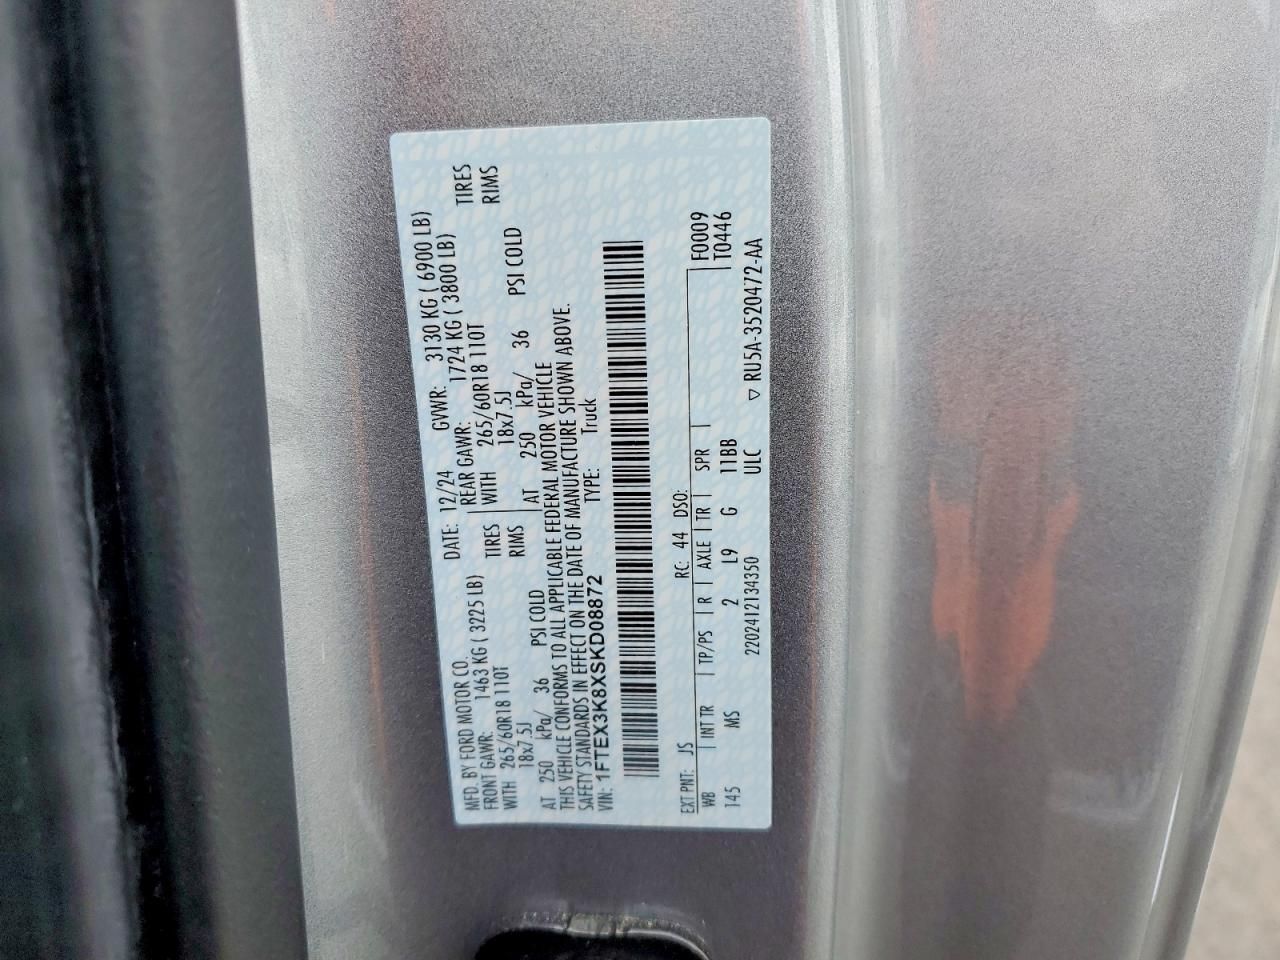 MFD. BY FORD MOTOR CO.
DATE: 12/24 GVWR: 3130 KG ( 6900 LB)
FRONT GAWR: 1463 KG ( 3225 LB) REAR GAWR: 1724 KG ( 3800 LB)
WITH 265/60R18 110T TIRES WITH 265/60R18 110T TIRES
18x7.5J RIMS 18x7.5J RIMS
AT 250 kPa/ 36 PSI COLD AT 250 kPa/ 36 PSI COLD
THIS VEHICLE CONFORMS TO ALL APPLICABLE FEDERAL MOTOR VEHICLE
SAFETY STANDARDS IN EFFECT ON THE DATE OF MANUFACTURE SHOWN ABOVE.
VIN: 1FTEX3K8XSKD08872 TYPE: Truck
EXT PNT: JS RC: 44 DSO: F0009
WB INT TR TP/PS R AXLE TR SPR T0446
145 MS 2 L9 G 11BB
2202412134350 ULC ▽ RU5A-3520472-AA